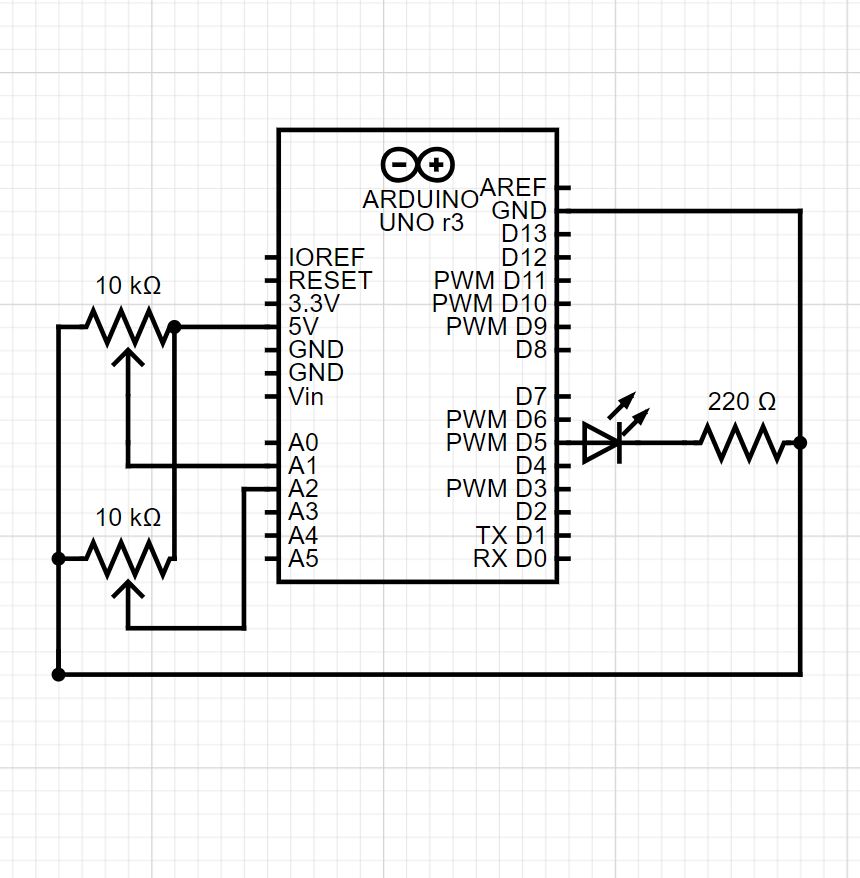 ARDUINO
UNO r3
AREF
GND
D13
D12
PWM D11
PWM D10
PWM D9
D8
D7
PWM D6
PWM D5
D4
PWM D3
D2
TX D1
RX D0
IOREF
RESET
3.3V
5V
GND
GND
Vin
A0
A1
A2
A3
A4
A5
10 kΩ
10 kΩ
220 Ω